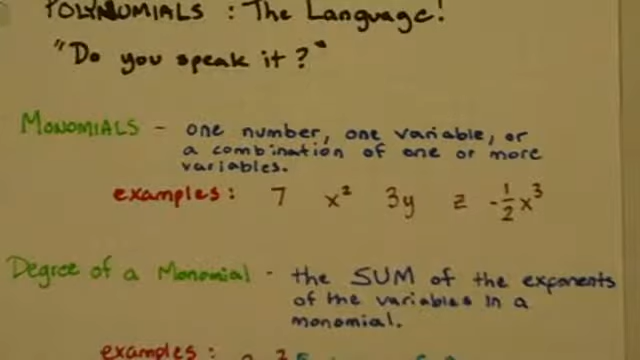 POLYNOMIALS : The Language!
"Do you speak it?"
MONOMIALS - one number, one variable, or
a combination of one or more
variables.
examples: 7 x² 3y z -½x³
Degree of a Monomial - the SUM of the exponents
of the variables in a
monomial.
examples: